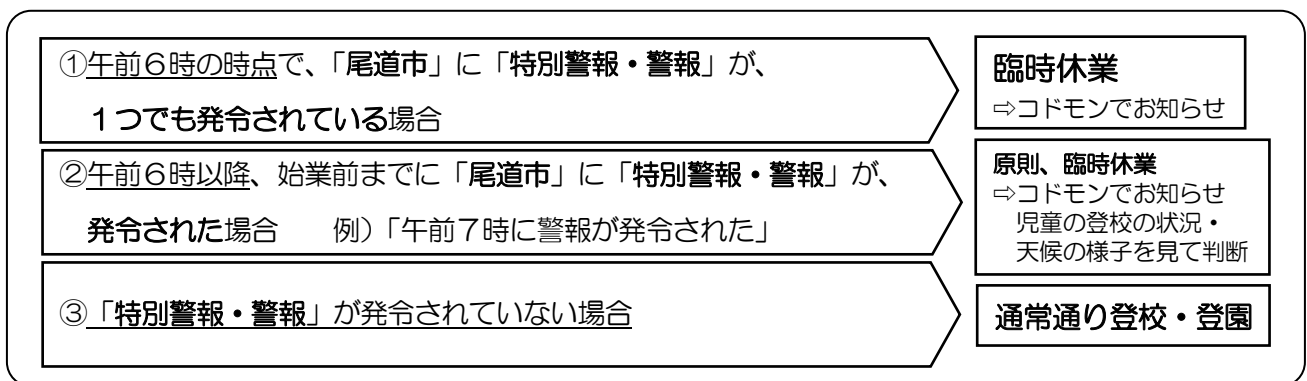 ①午前６時の時点で、「尾道市」に「特別警報・警報」が、
１つでも発令されている場合
臨時休業
⇨コドモンでお知らせ
②午前６時以降、始業前までに「尾道市」に「特別警報・警報」が、
発令された場合　　例）「午前７時に警報が発令された」
原則、臨時休業
⇨コドモンでお知らせ
児童の登校の状況・
天候の様子を見て判断
③「特別警報・警報」が発令されていない場合
通常通り登校・登園